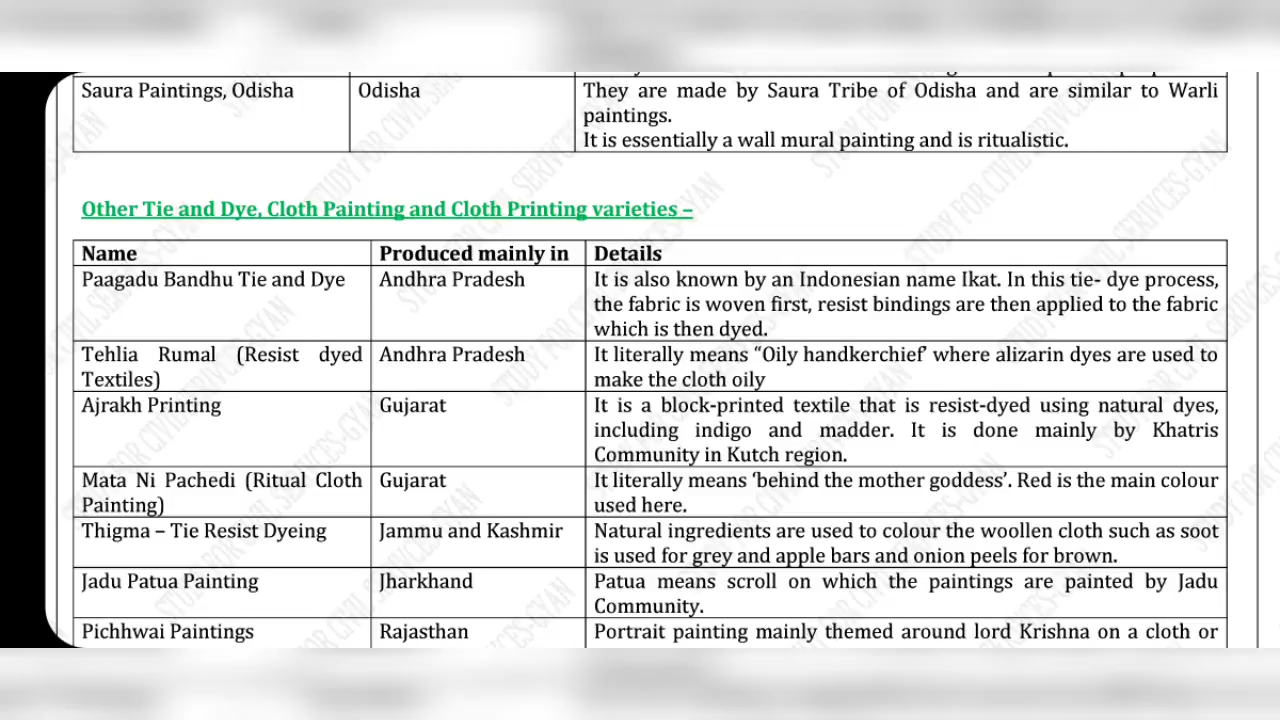 Saura Paintings, Odisha Odisha They are made by Saura Tribe of Odisha and are similar to Warli
paintings.
It is essentially a wall mural painting and is ritualistic.
Other Tie and Dye, Cloth Painting and Cloth Printing varieties –
Name Produced mainly in Details
Paagadu Bandhu Tie and Dye Andhra Pradesh It is also known by an Indonesian name Ikat. In this tie- dye process,
the fabric is woven first, resist bindings are then applied to the fabric
which is then dyed.
Tehlia Rumal (Resist dyed Andhra Pradesh It literally means “Oily handkerchief’ where alizarin dyes are used to
Textiles) make the cloth oily
Ajrakh Printing Gujarat It is a block-printed textile that is resist-dyed using natural dyes,
including indigo and madder. It is done mainly by Khatris
Community in Kutch region.
Mata Ni Pachedi (Ritual Cloth Gujarat It literally means ‘behind the mother goddess’. Red is the main colour
Painting) used here.
Thigma – Tie Resist Dyeing Jammu and Kashmir Natural ingredients are used to colour the woollen cloth such as soot
is used for grey and apple bars and onion peels for brown.
Jadu Patua Painting Jharkhand Patua means scroll on which the paintings are painted by Jadu
Community.
Pichhwai Paintings Rajasthan Portrait painting mainly themed around lord Krishna on a cloth or
STUDY FOR CIVIL SERIVCES-GYAN